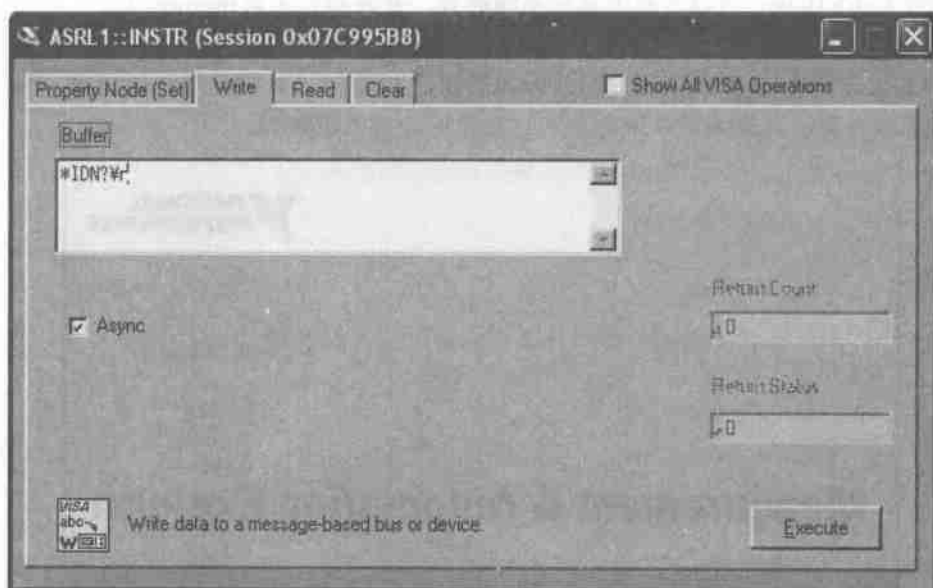 ASRL1::INSTR (Session 0x07C995B8)
Property Node (Set) Write Read Clear Show All VISA Operations
Buffer
*IDN?¥r
Return Count
0
Async
Return Status
0
VISA
abc
W
Write data to a message-based bus or device.
Execute